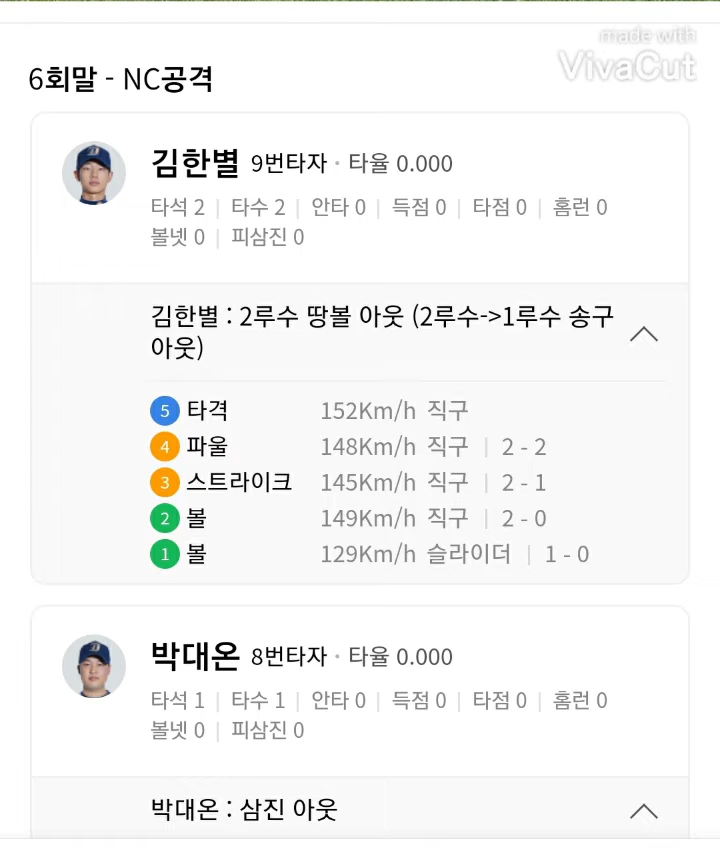 made with
VivaCut
6회말 - NC공격
김한별 9번타자 · 타율 0.000
타석 2 | 타수 2 | 안타 0 | 득점 0 | 타점 0 | 홈런 0
볼넷 0 | 피삼진 0
김한별 : 2루수 땅볼 아웃 (2루수->1루수 송구
아웃)
5 타격 152Km/h 직구
4 파울 148Km/h 직구 | 2 - 2
3 스트라이크 145Km/h 직구 | 2 - 1
2 볼 149Km/h 직구 | 2 - 0
1 볼 129Km/h 슬라이더 | 1 - 0
박대온 8번타자 · 타율 0.000
타석 1 | 타수 1 | 안타 0 | 득점 0 | 타점 0 | 홈런 0
볼넷 0 | 피삼진 0
박대온 : 삼진 아웃